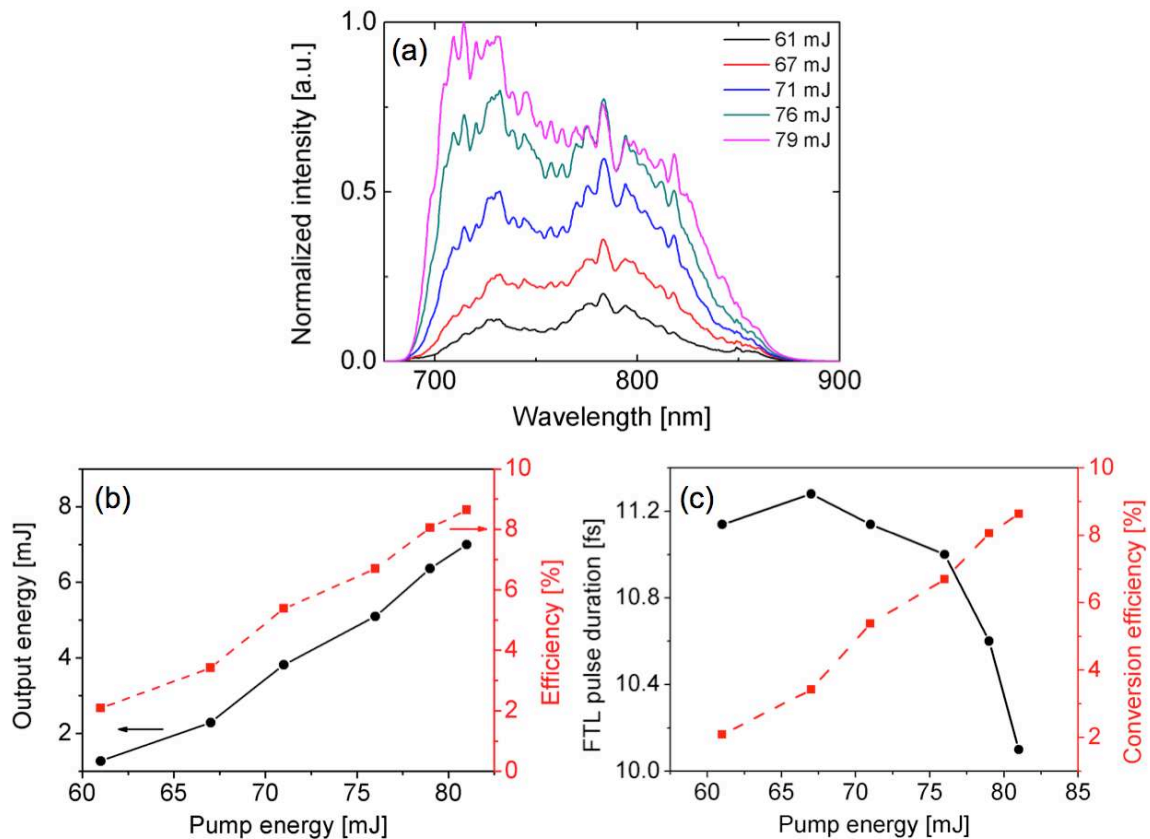 (a)
1.0
0.5
0.0
Normalized intensity [a.u.]
61 mJ
67 mJ
71 mJ
76 mJ
79 mJ
700
800
900
Wavelength [nm]
(b)
8
6
4
2
Output energy [mJ]
10
8
6
4
2
0
Efficiency [%]
60
65
70
75
80
Pump energy [mJ]
(c)
11.2
10.8
10.4
10.0
FTL pulse duration [fs]
10
8
6
4
2
Conversion efficiency [%]
60
65
70
75
80
85
Pump energy [mJ]